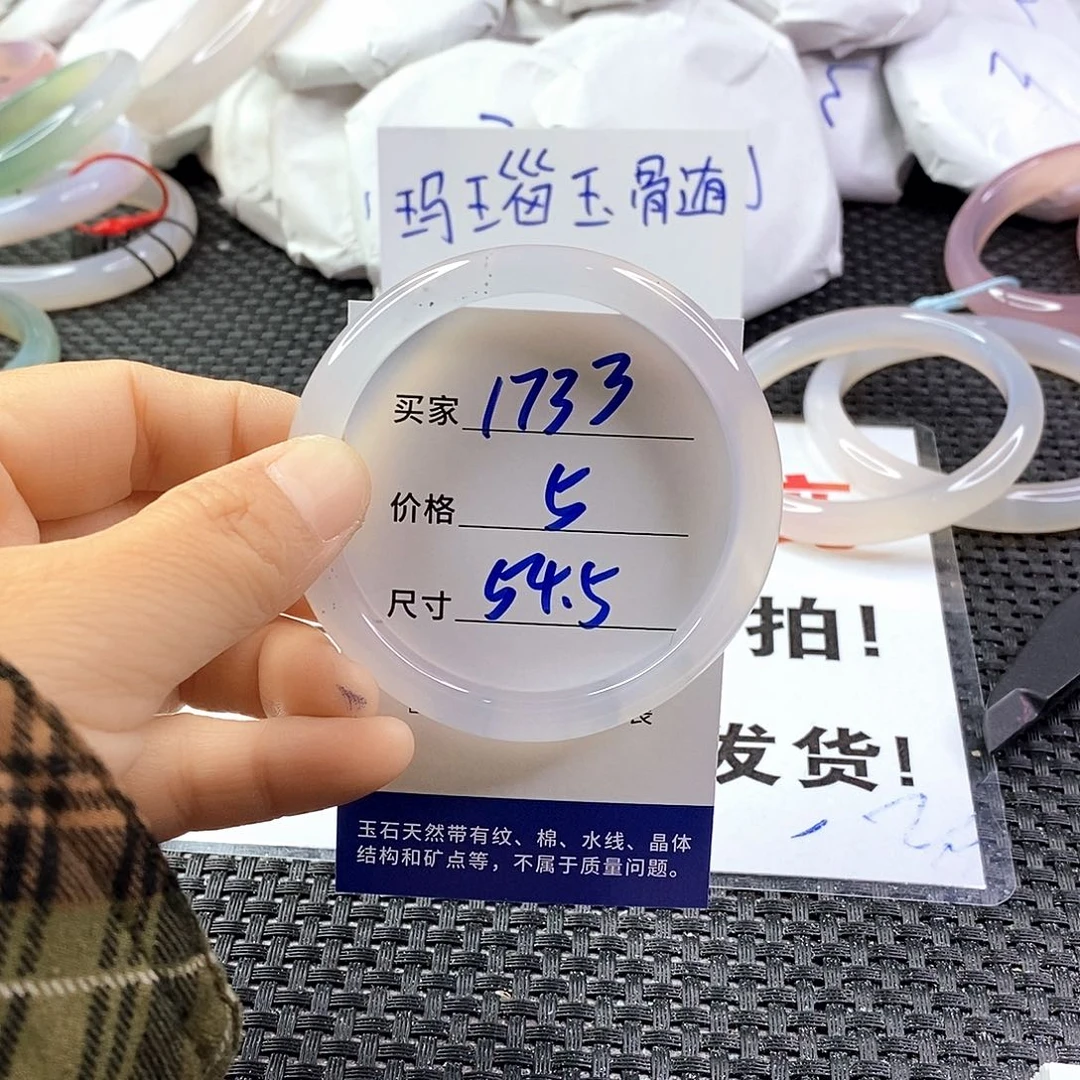 玛瑙玉骨髓
买家 1733
价格 5
尺寸 54.5
拍！
发货！
玉石天然带有纹、棉、水线、晶体
结构和矿点等，不属于质量问题。